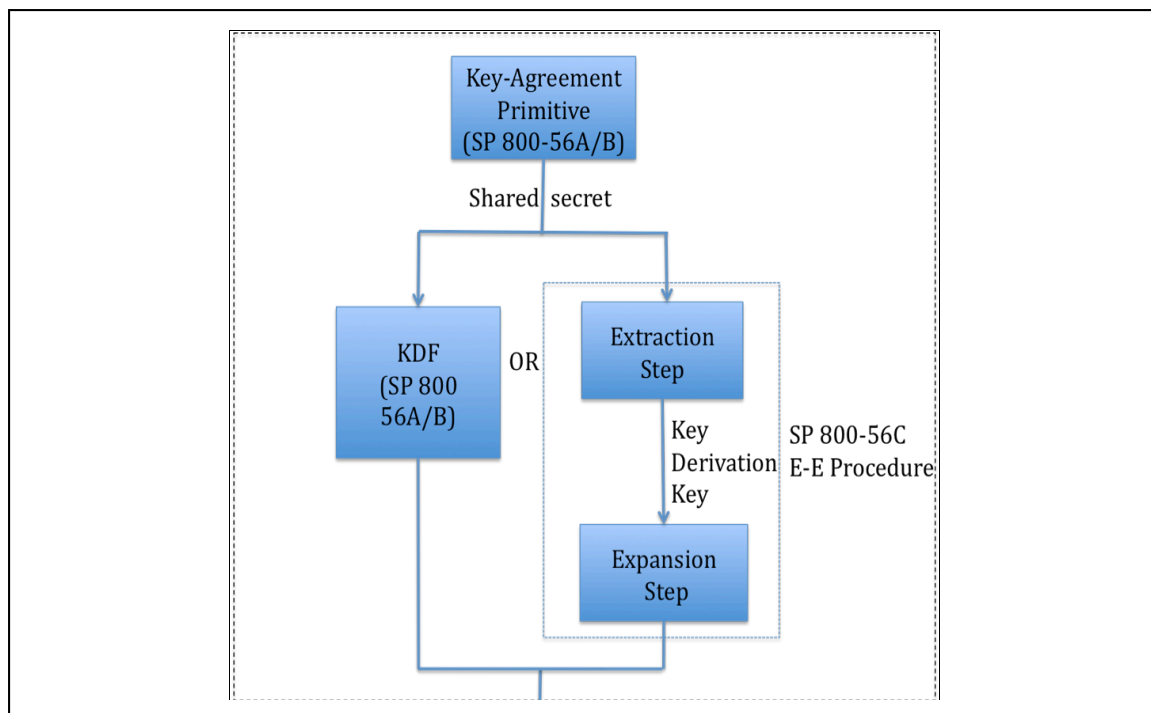 Key-Agreement
Primitive
(SP 800-56A/B)
Shared secret
KDF
(SP 800
56A/B)
OR
Extraction
Step
Key
Derivation
Key
SP 800-56C
E-E Procedure
Expansion
Step